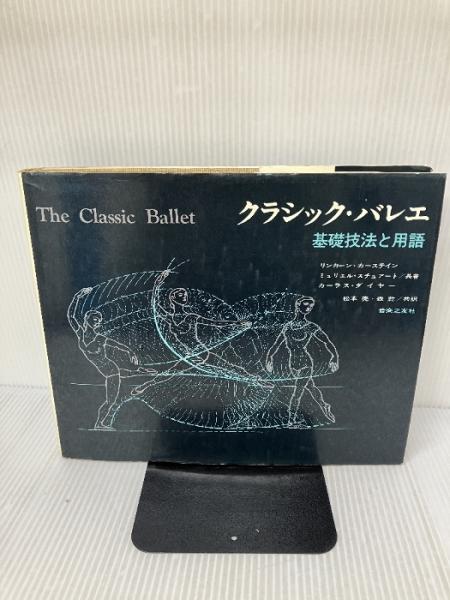 The Classic Ballet
クラシック・バレエ
基礎技法と用語
リンカーン・カースティン
ミュリエル・スチュアート/共著
カーラス・ダイヤー
松本 亮・森 /共訳
音楽之友社